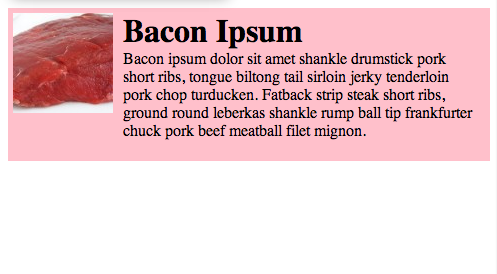 Bacon Ipsum
Bacon ipsum dolor sit amet shankle drumstick pork
short ribs, tongue biltong tail sirloin jerky tenderloin
pork chop turducken. Fatback strip steak short ribs,
ground round leberkas shankle rump ball tip frankfurter
chuck pork beef meatball filet mignon.